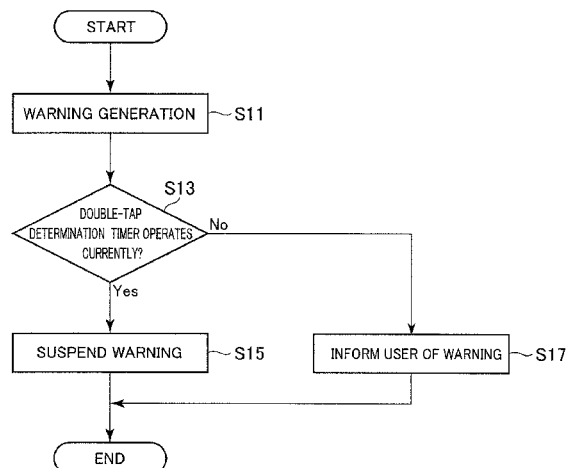 START
WARNING GENERATION
S11
S13
DOUBLE-TAP
DETERMINATION TIMER OPERATES
CURRENTLY?
No
Yes
SUSPEND WARNING
S15
INFORM USER OF WARNING
S17
END